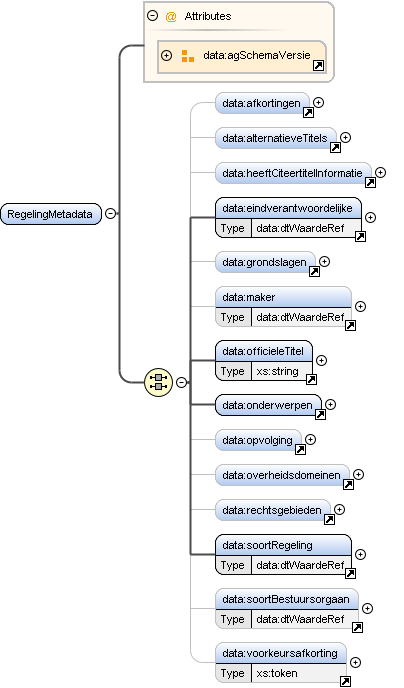 Attributes
data:agSchemaVersie
RegelingMetadata
data:afkortingen
data:alternatieveTitels
data:heeftCiteertitelInformatie
data:eindverantwoordelijke
Type data:dtWaardeRef
data:grondslagen
data:maker
Type data:dtWaardeRef
data:officieleTitel
Type xs:string
data:onderwerpen
data:opvolging
data:overheidsdomeinen
data:rechtsgebieden
data:soortRegeling
Type data:dtWaardeRef
data:soortBestuursorgaan
Type data:dtWaardeRef
data:voorkeursafkorting
Type xs:token